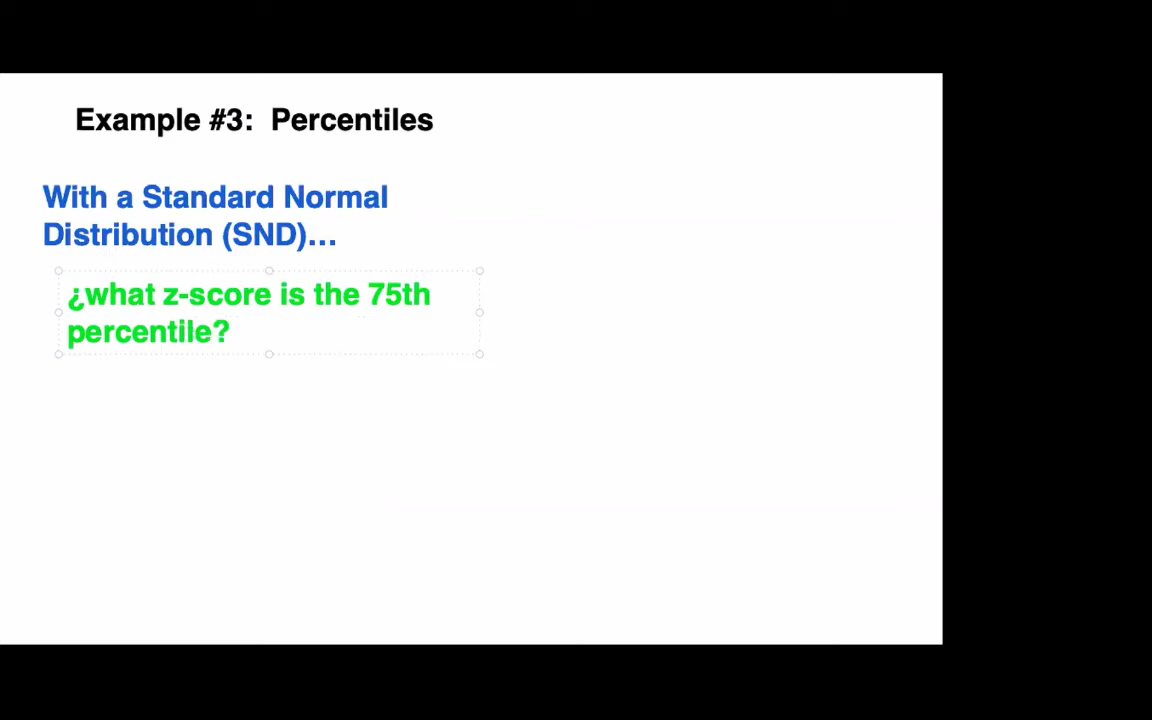 Example #3:  Percentiles
With a Standard Normal
Distribution (SND)...
¿what z-score is the 75th
percentile?